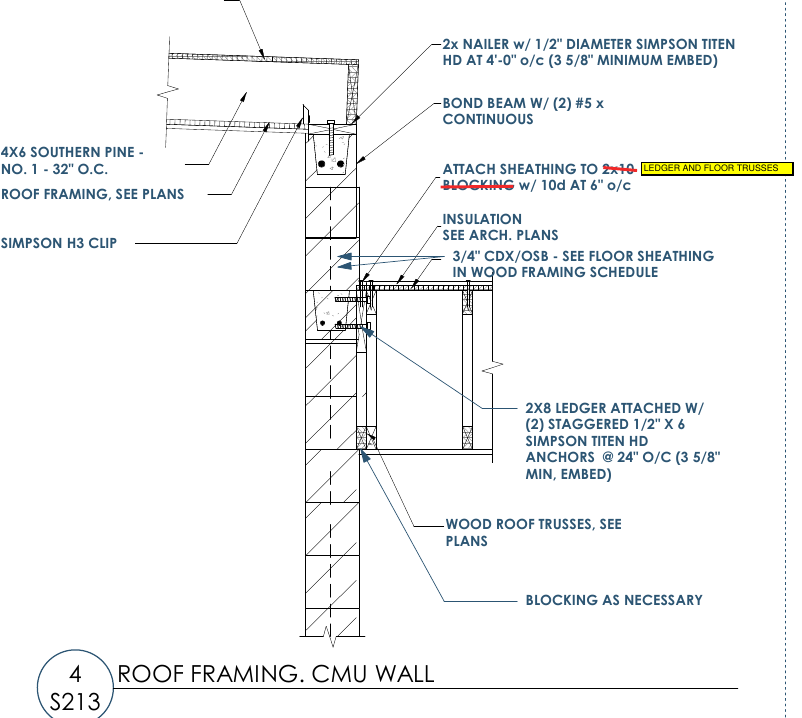 2x NAILER w/ 1/2" DIAMETER SIMPSON TITEN
HD AT 4'-0" o/c (3 5/8" MINIMUM EMBED)
BOND BEAM W/ (2) #5 x
CONTINUOUS
4X6 SOUTHERN PINE -
NO. 1 - 32" O.C.
ROOF FRAMING, SEE PLANS
SIMPSON H3 CLIP
ATTACH SHEATHING TO 2x10 LEDGER AND FLOOR TRUSSES
BLOCKING w/ 10d AT 6" o/c
INSULATION
SEE ARCH. PLANS
3/4" CDX/OSB - SEE FLOOR SHEATHING
IN WOOD FRAMING SCHEDULE
2X8 LEDGER ATTACHED W/
(2) STAGGERED 1/2" X 6
SIMPSON TITEN HD
ANCHORS @ 24" O/C (3 5/8"
MIN, EMBED)
WOOD ROOF TRUSSES, SEE
PLANS
BLOCKING AS NECESSARY
4
S213
ROOF FRAMING. CMU WALL